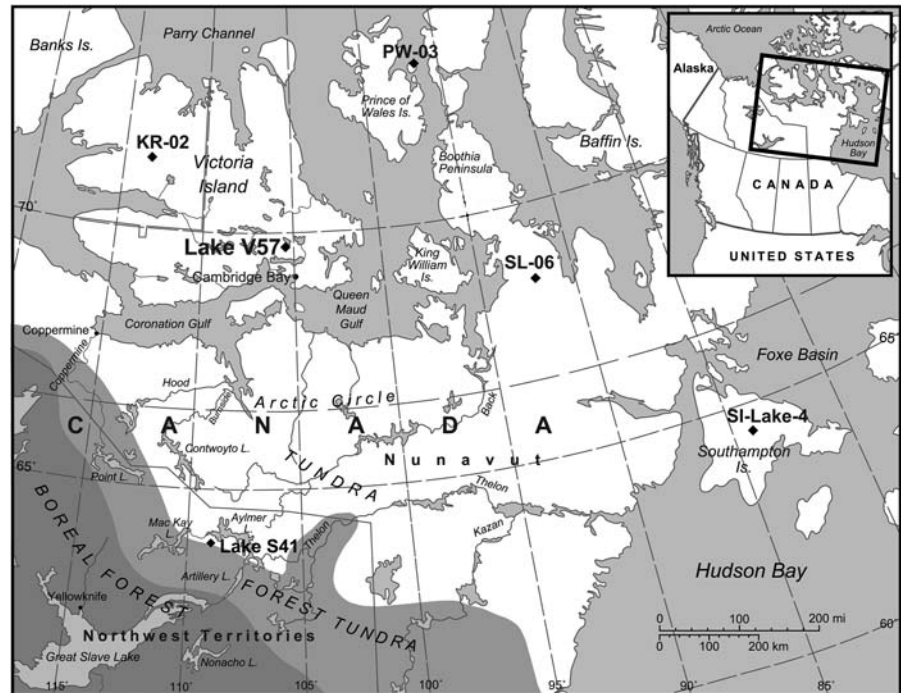 Banks Is.
Parry Channel
PW-03
Prince of
Wales Is.
KR-02
Victoria
Island
Boothia
Peninsula
Baffin Is.
70˚
Lake V57
Cambridge Bay
King
William
Is.
SL-06
Queen
Maud
Gulf
Coronation Gulf
Coppermine
Coppermine
Hood
Burnside
Arctic Circle
Back
C A N A D A
Contwoyto L.
Nunavut
TUNDRA
65˚
Point L.
Thelon
Mac Kay
L.
Aylmer
L.
Thelon
Kazan
Lake S41
Artillery L.
BOREAL FOREST
FOREST TUNDRA
Yellowknife
Northwest Territories
Great Slave Lake
Nonacho L.
115˚
110˚
105˚
100˚
95˚
90˚
85˚
65˚
60˚
Foxe Basin
SI-Lake-4
Southampton
Is.
Hudson Bay
0 100 200 mi
0 100 200 km
Arctic Ocean
Alaska
Hudson
Bay
CANADA
UNITED STATES